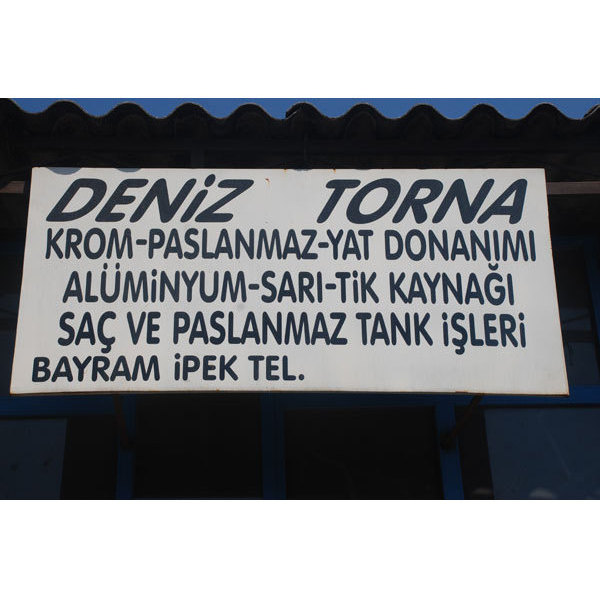 DENİZ TORNA
KROM-PASLANMAZ-YAT DONANIMI
ALÜMİNYUM-SARI-TİK KAYNAĞI
SAÇ VE PASLANMAZ TANK İŞLERİ
BAYRAM İPEK TEL.